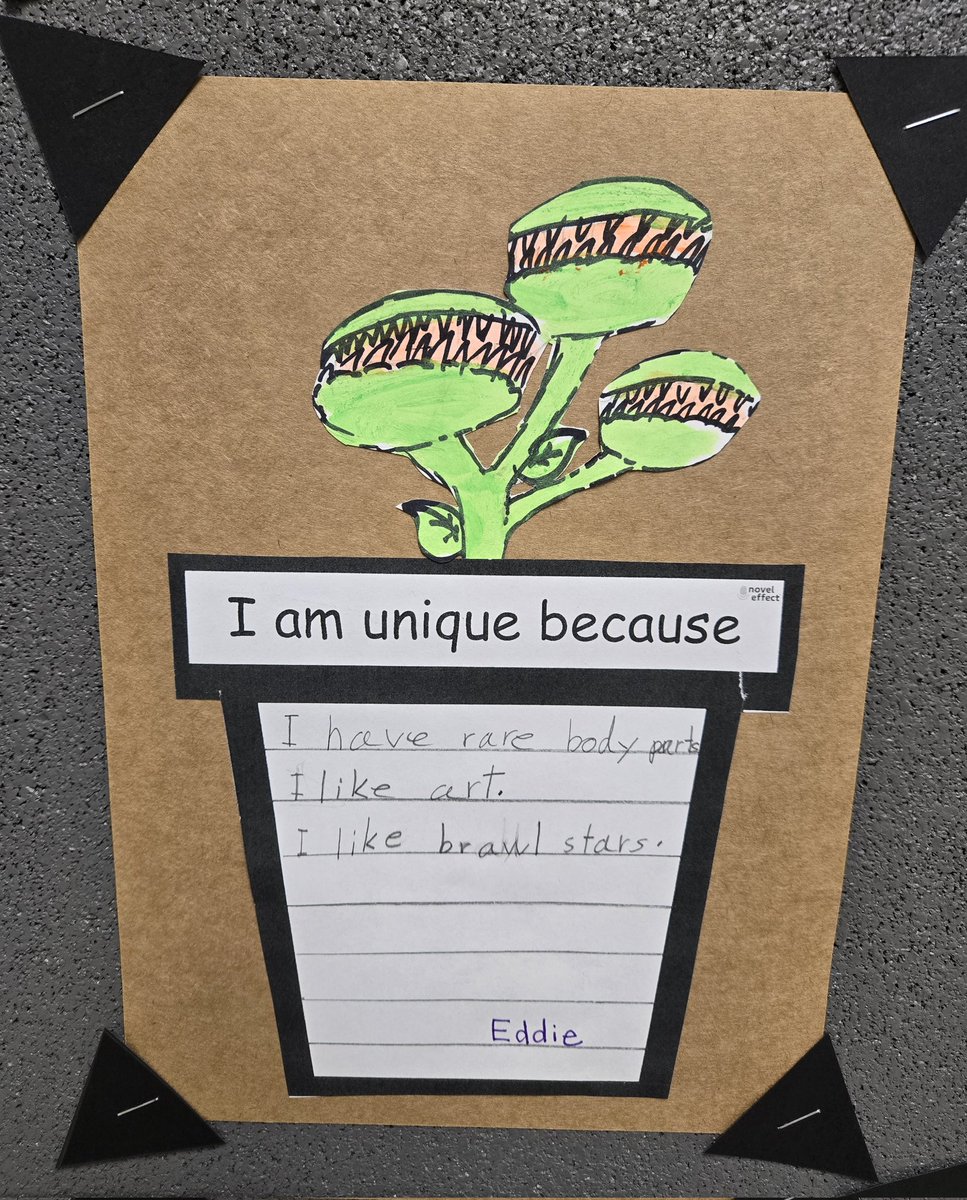 novel
effect
I am unique because
I have rare body parts
I like art.
I like brawl stars.
Eddie